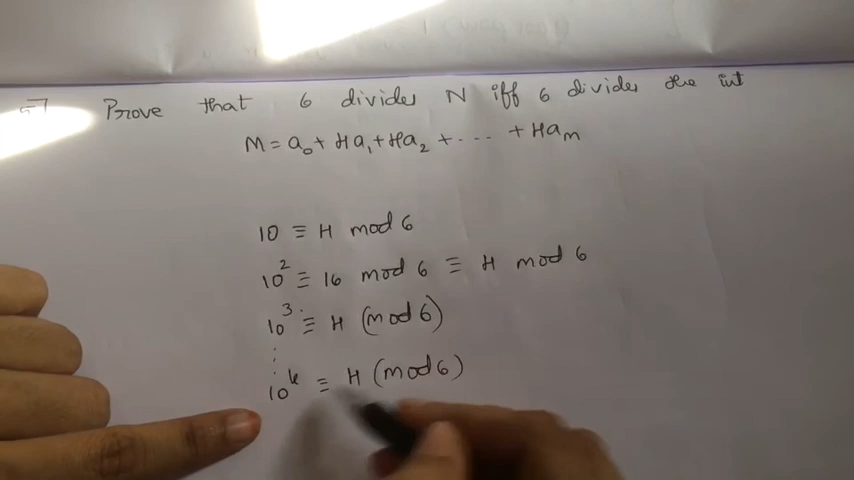 Prove that 6 divides N iff 6 divides the int
M = a₀ + 4a₁ + 4a₂ + ... + 4aₘ
10 ≡ 4 mod 6
10² ≡ 16 mod 6 ≡ 4 mod 6
10³ ≡ 4 (mod 6)
⋮
10ᵏ ≡ 4 (mod 6)